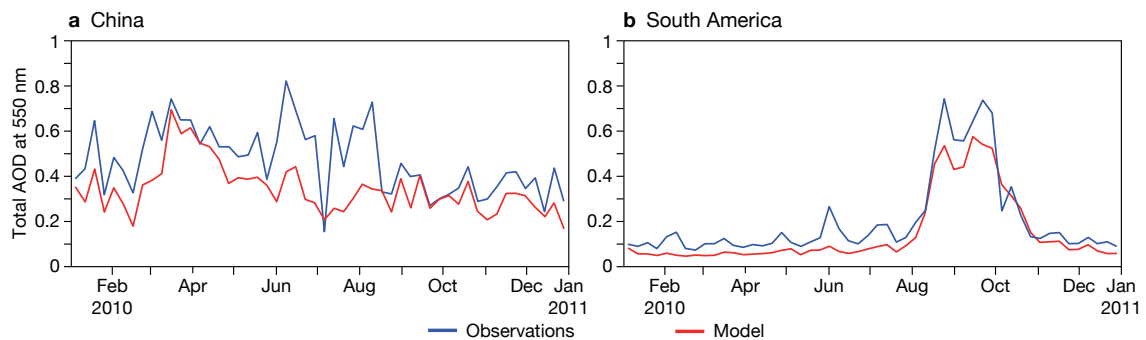 a China
b South America
Total AOD at 550 nm
1
0.8
0.6
0.4
0.2
0
Feb Apr Jun Aug Oct Dec Jan
2010 2011
1
0.8
0.6
0.4
0.2
0
Feb Apr Jun Aug Oct Dec Jan
2010 2011
Observations Model